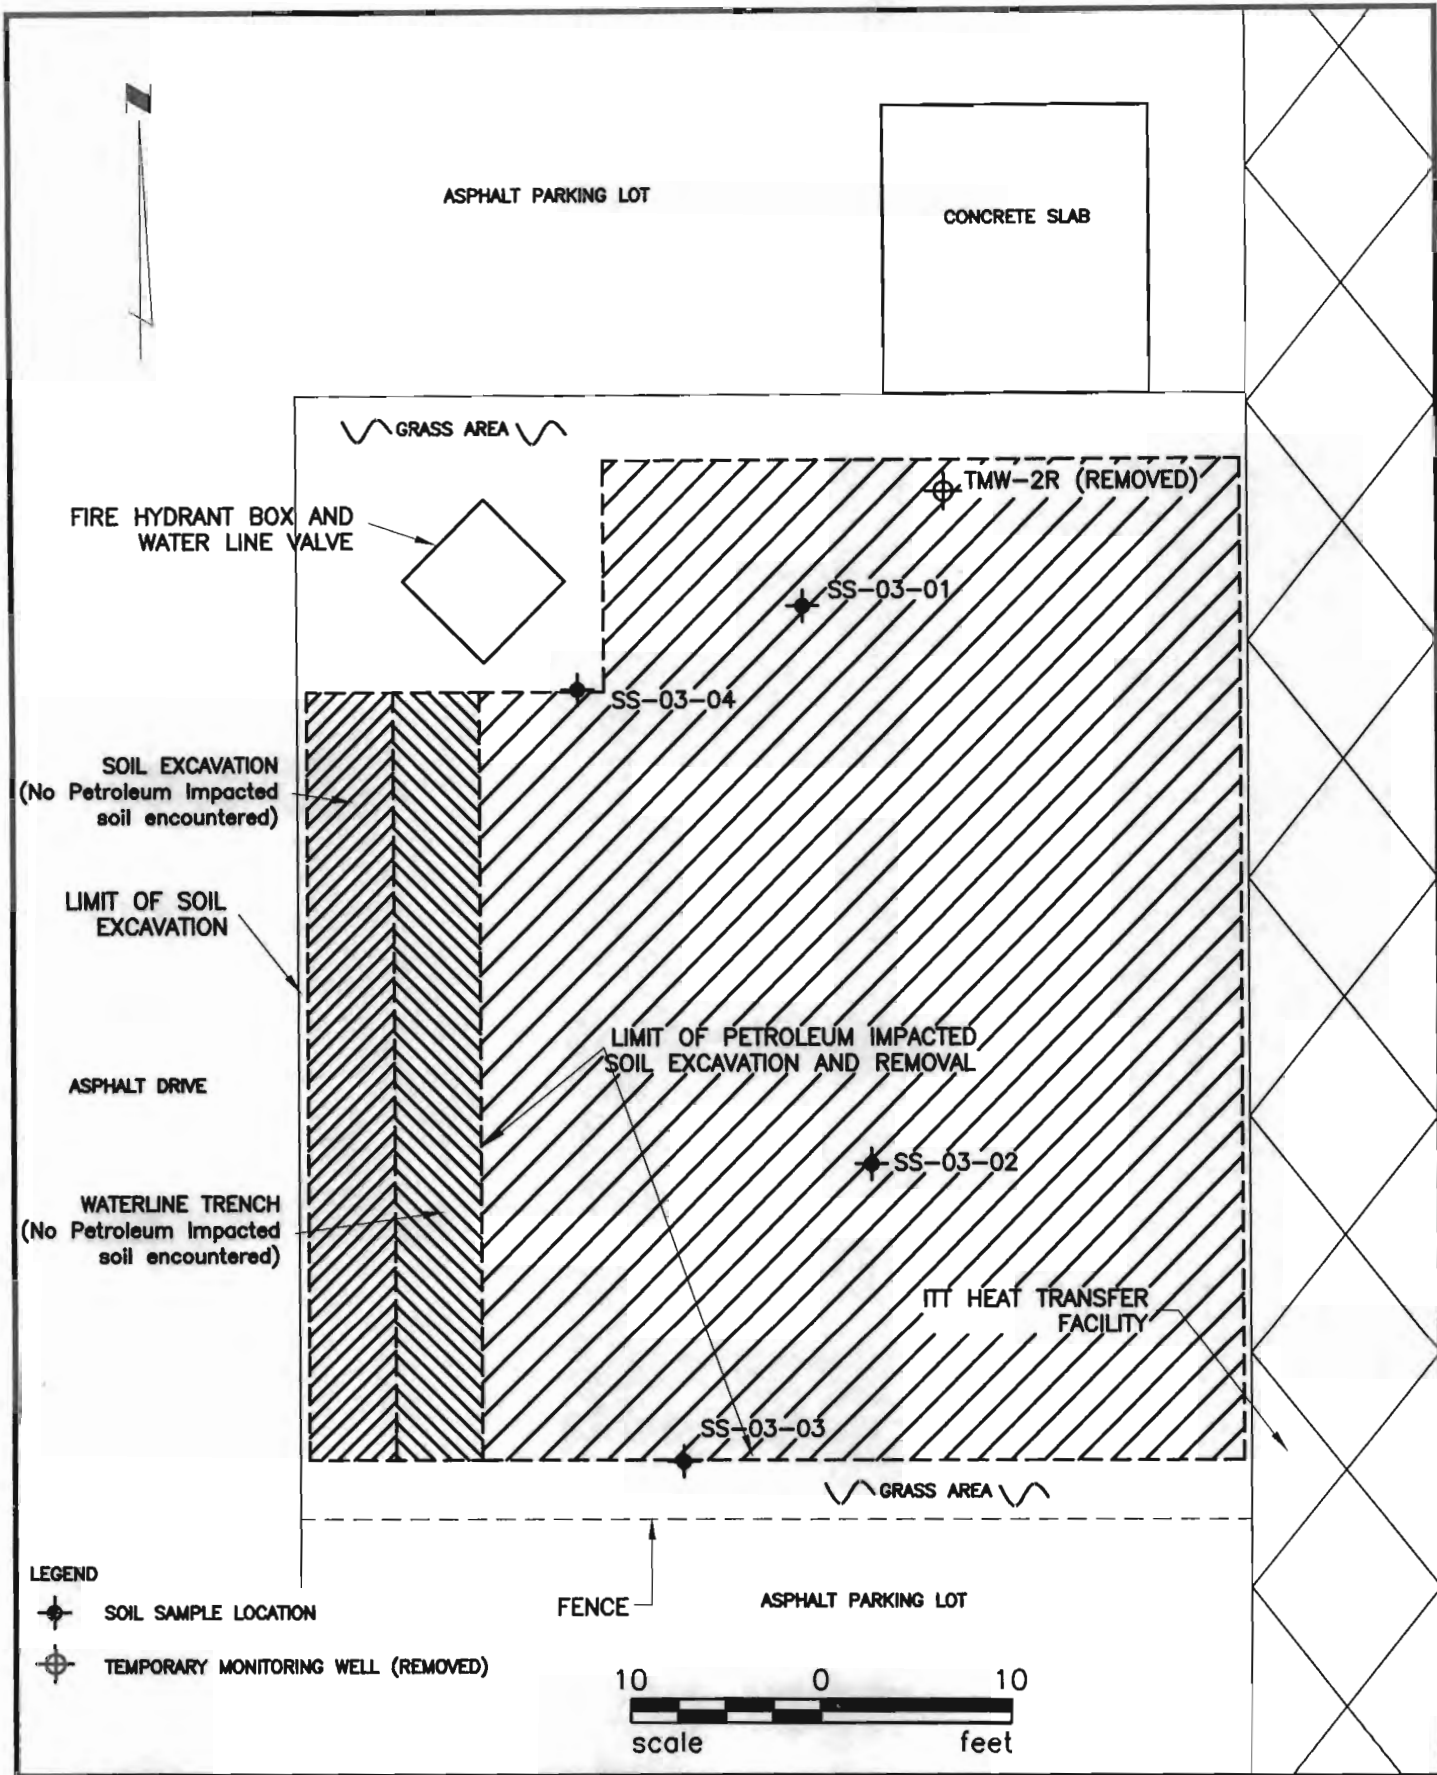 Z
ASPHALT PARKING LOT
CONCRETE SLAB
GRASS AREA
TMW-2R (REMOVED)
FIRE HYDRANT BOX AND
WATER LINE VALVE
SS-03-01
SS-03-04
SOIL EXCAVATION
(No Petroleum Impacted
soil encountered)
LIMIT OF SOIL
EXCAVATION
LIMIT OF PETROLEUM IMPACTED
SOIL EXCAVATION AND REMOVAL
ASPHALT DRIVE
SS-03-02
WATERLINE TRENCH
(No Petroleum Impacted
soil encountered)
ITT HEAT TRANSFER
FACILITY
SS-03-03
GRASS AREA
LEGEND
SOIL SAMPLE LOCATION
TEMPORARY MONITORING WELL (REMOVED)
FENCE
ASPHALT PARKING LOT
10 0 10
scale feet